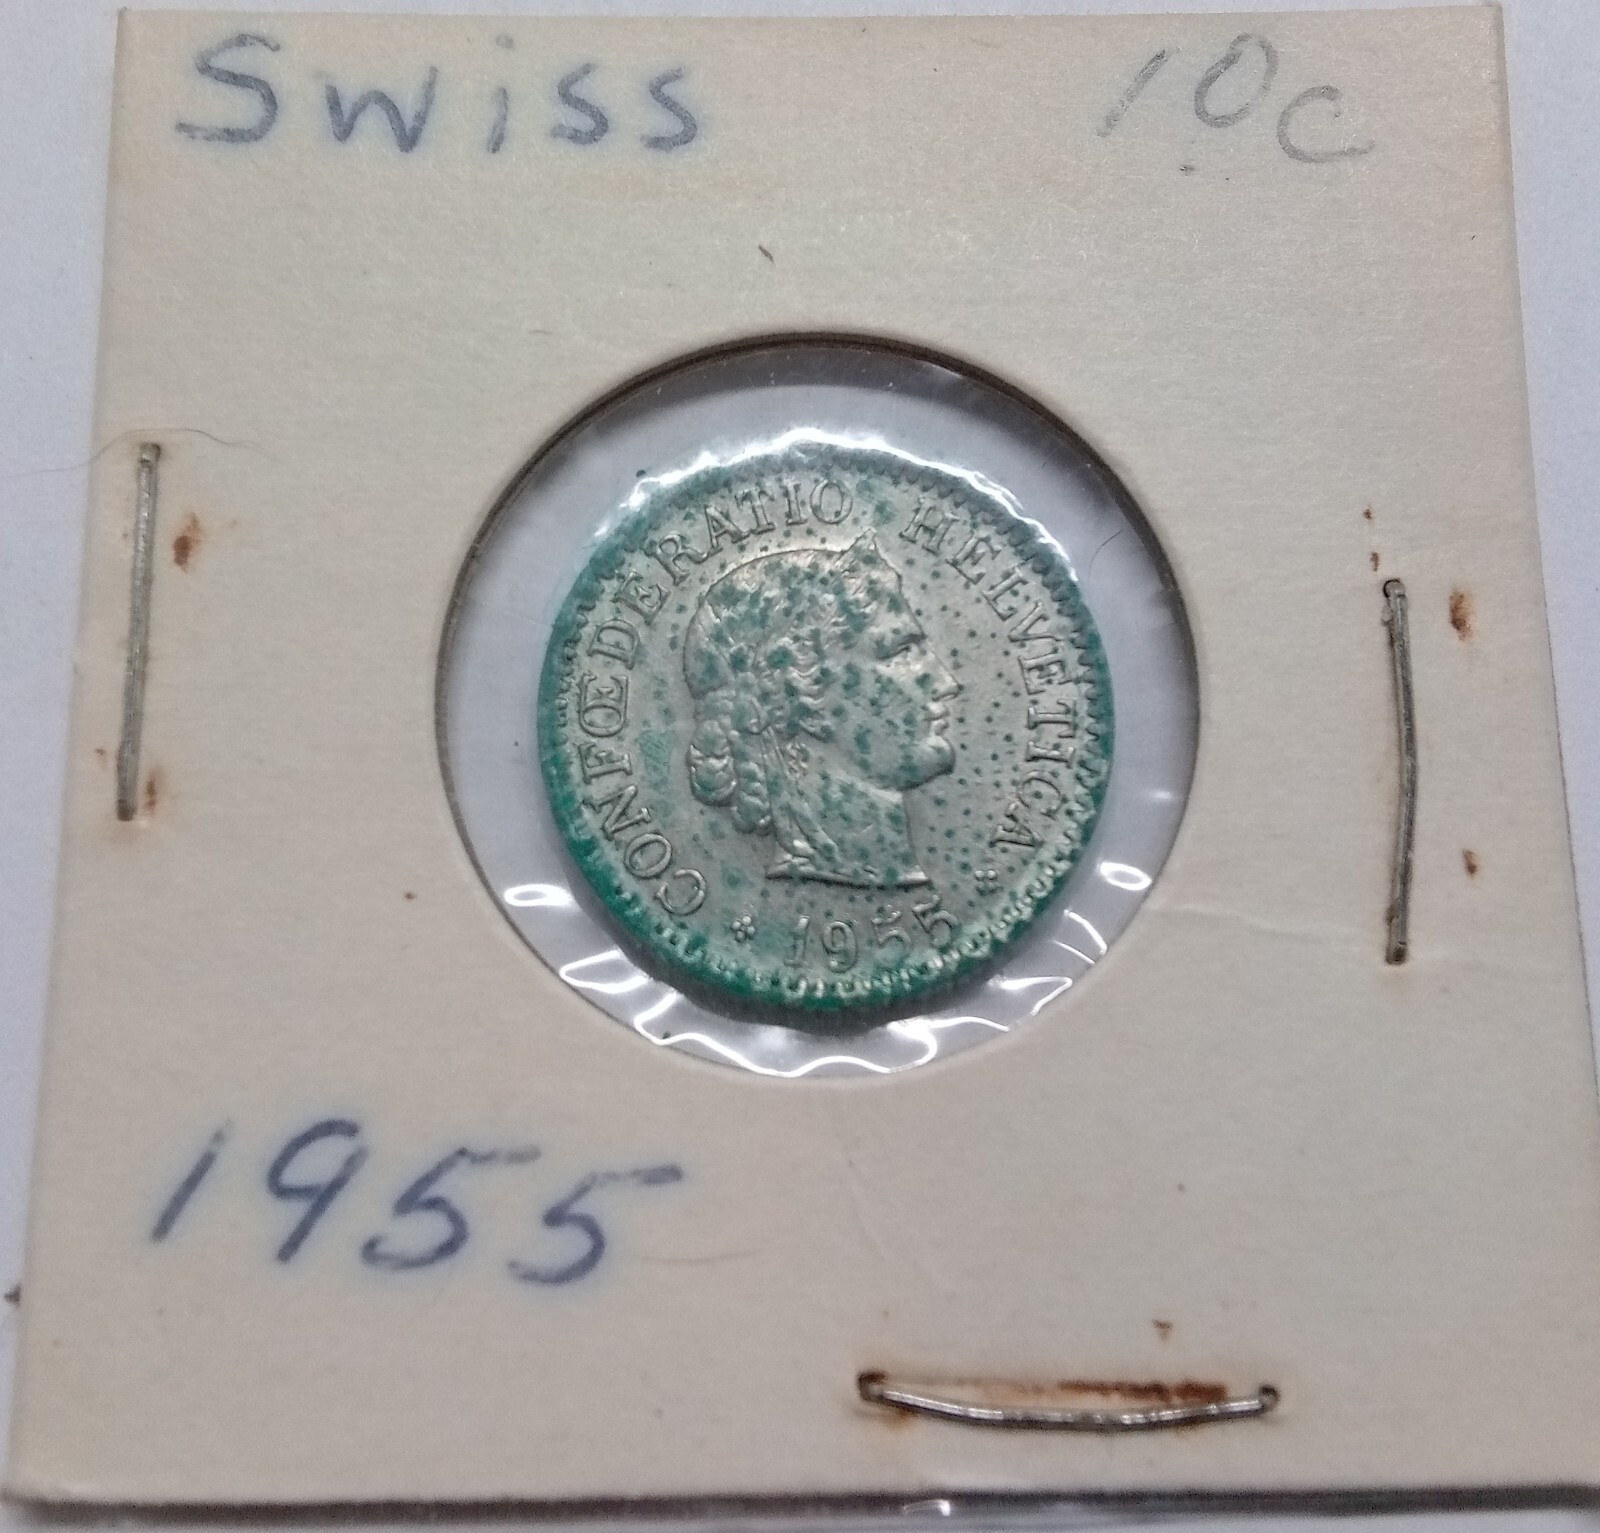 Swiss 10c
CONFŒDERATIO HELVETICA
1955
1955